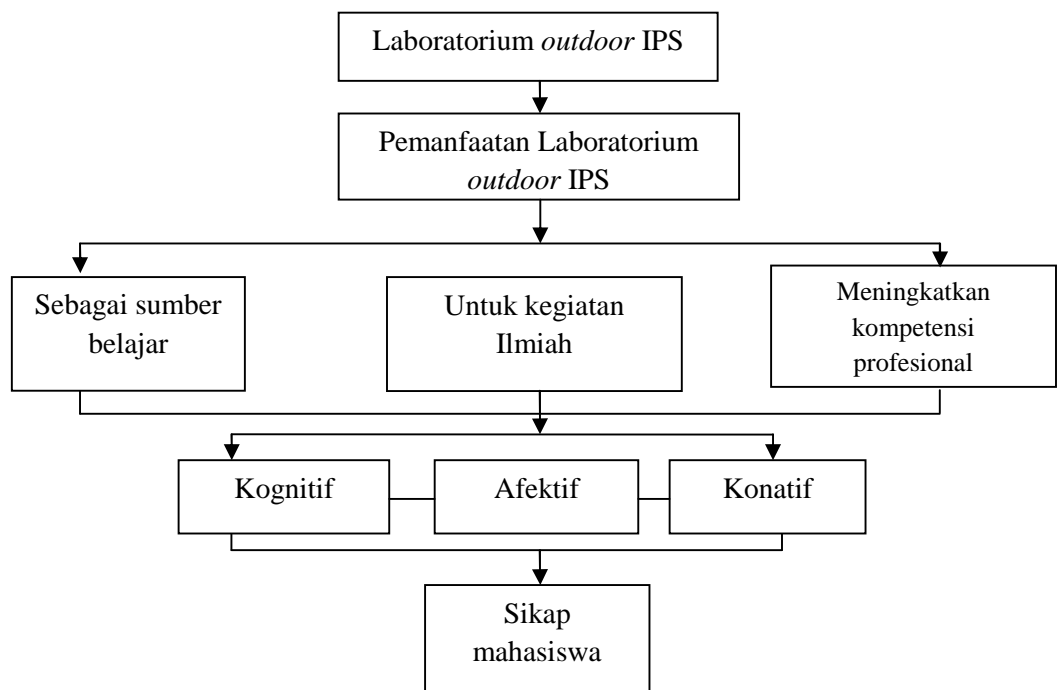 Laboratorium outdoor IPS
Pemanfaatan Laboratorium
outdoor IPS
Sebagai sumber
belajar
Untuk kegiatan
Ilmiah
Meningkatkan
kompetensi
profesional
Kognitif
Afektif
Konatif
Sikap
mahasiswa